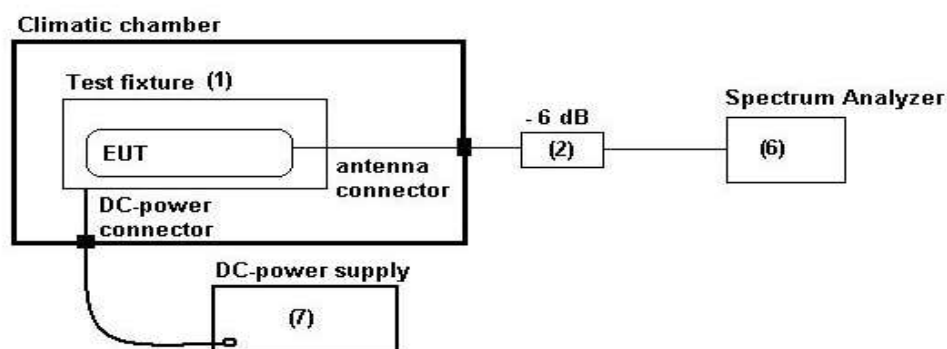 Climatic chamber
Test fixture (1)
EUT
antenna
connector
DC-power
connector
- 6 dB
(2)
Spectrum Analyzer
(6)
DC-power supply
(7)